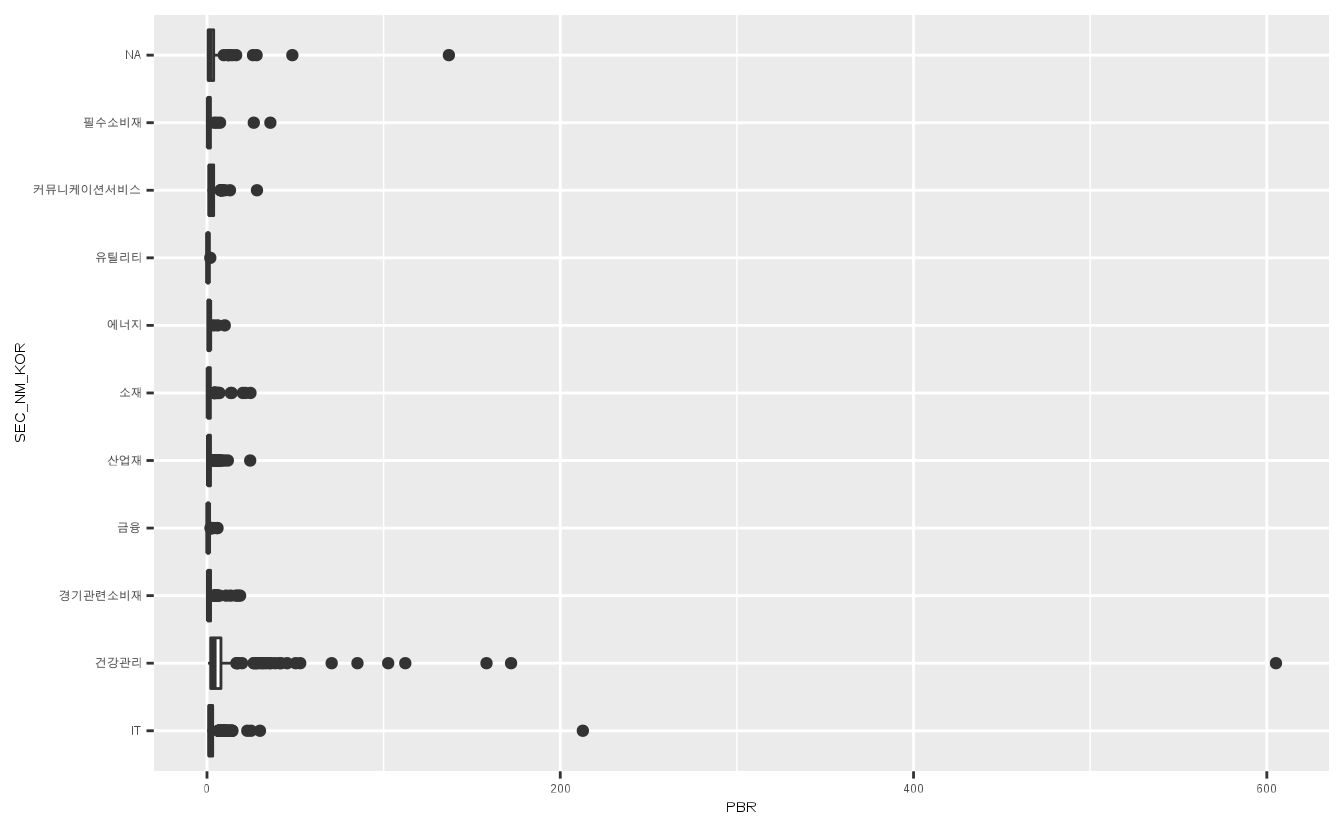 NA
필수소비재
커뮤니케이션서비스
유틸리티
에너지
소재
산업재
금융
경기관련소비재
건강관리
IT
SEC_NM_KOR
0
200
400
600
PBR